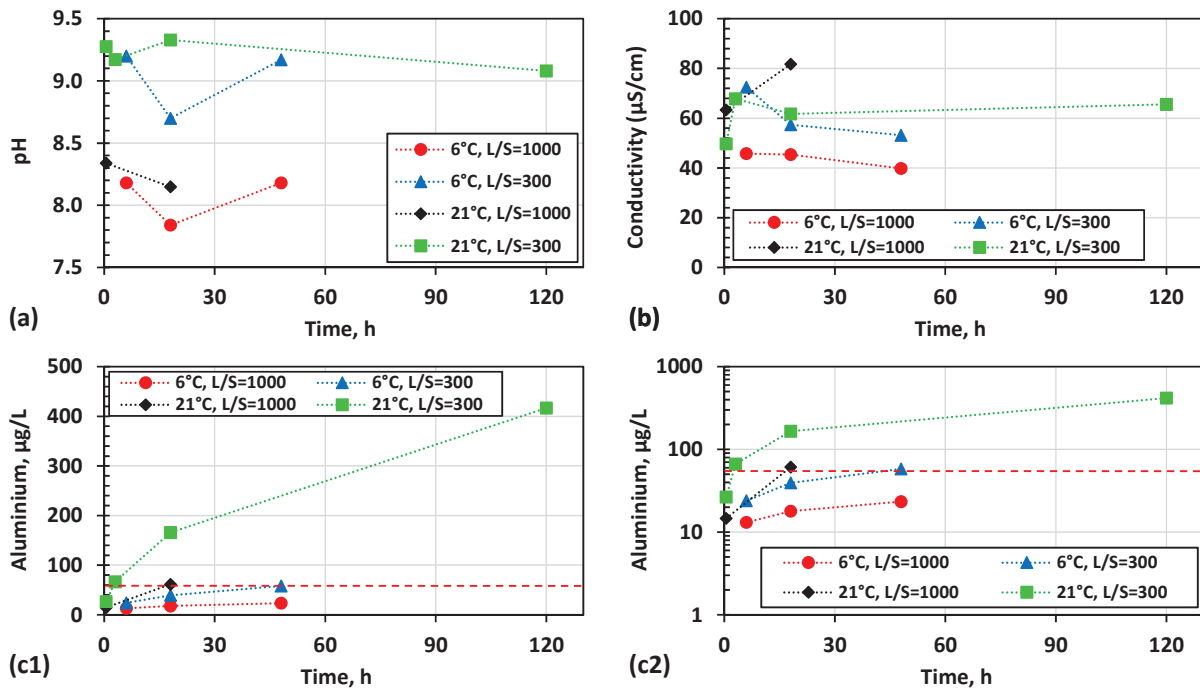 9.5
9.0
8.5
8.0
7.5
pH
6°C, L/S=1000
6°C, L/S=300
21°C, L/S=1000
21°C, L/S=300
0 30 60 90 120
Time, h
(a)
100
80
60
40
20
0
Conductivity (µS/cm)
6°C, L/S=1000 6°C, L/S=300
21°C, L/S=1000 21°C, L/S=300
0 30 60 90 120
Time, h
(b)
500
400
300
200
100
0
Aluminium, µg/L
6°C, L/S=1000 6°C, L/S=300
21°C, L/S=1000 21°C, L/S=300
0 30 60 90 120
Time, h
(c1)
1000
100
10
1
Aluminium, µg/L
6°C, L/S=1000 6°C, L/S=300
21°C, L/S=1000 21°C, L/S=300
0 30 60 90 120
Time, h
(c2)